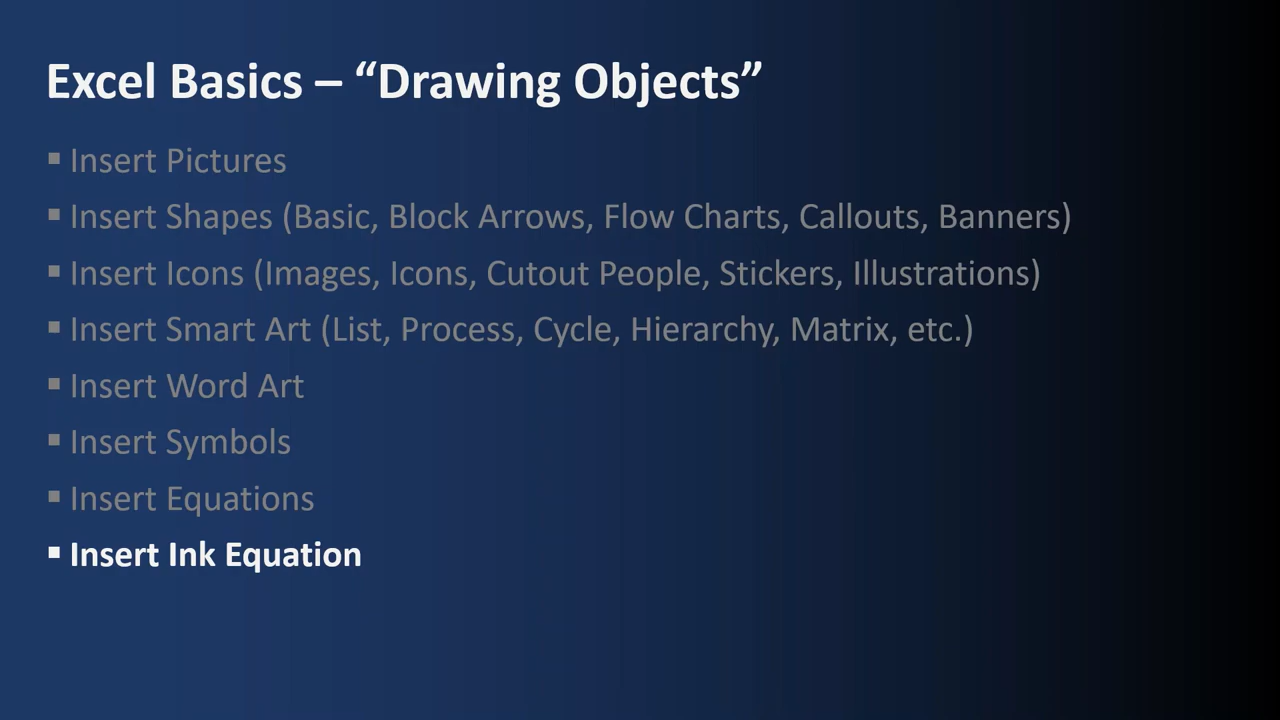 Excel Basics – “Drawing Objects”
▪ Insert Pictures
▪ Insert Shapes (Basic, Block Arrows, Flow Charts, Callouts, Banners)
▪ Insert Icons (Images, Icons, Cutout People, Stickers, Illustrations)
▪ Insert Smart Art (List, Process, Cycle, Hierarchy, Matrix, etc.)
▪ Insert Word Art
▪ Insert Symbols
▪ Insert Equations
▪ Insert Ink Equation